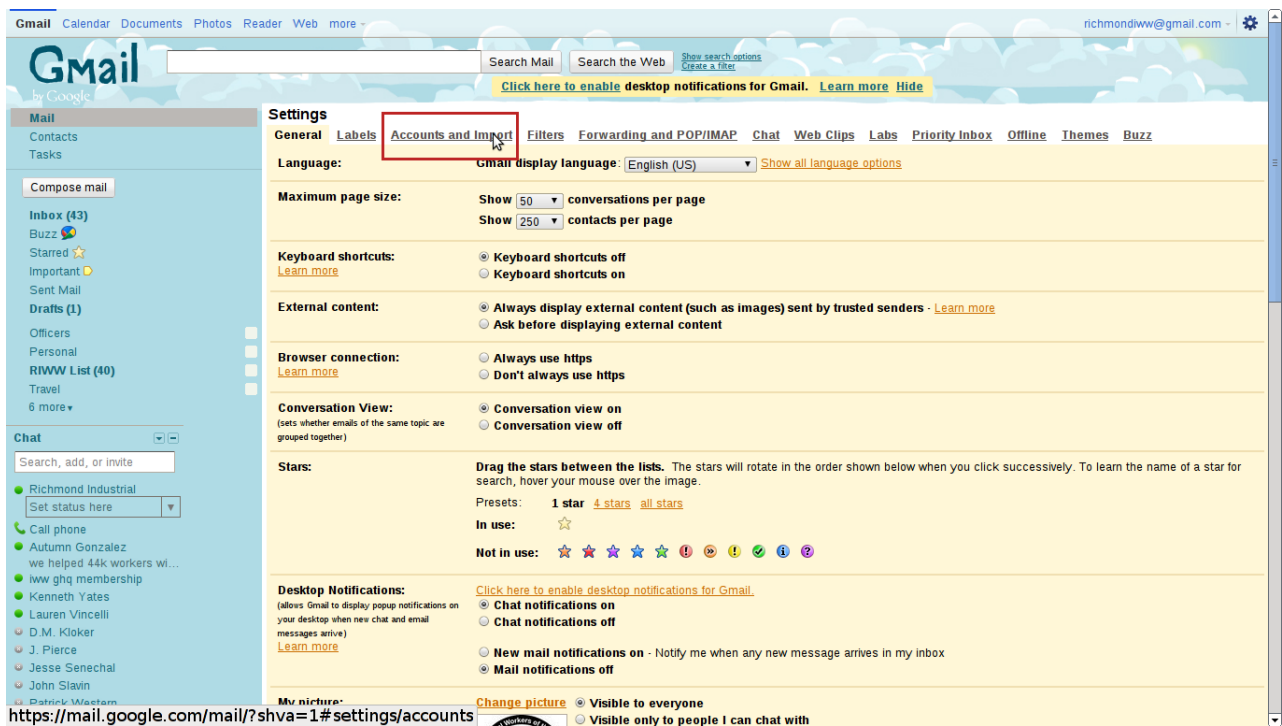 Gmail Calendar Documents Photos Reader Web more
richmondiww@gmail.com
Gmail
by Google
Search Mail Search the Web
Show search options
Create a filter
Click here to enable desktop notifications for Gmail. Learn more Hide
Mail
Contacts
Tasks
Compose mail
Inbox (43)
Buzz
Starred
Important
Sent Mail
Drafts (1)
Officers
Personal
RIWW List (40)
Travel
6 more
Chat
Search, add, or invite
Richmond Industrial
Set status here
Call phone
Autumn Gonzalez
we helped 44k workers wi...
iww ghq membership
Kenneth Yates
Lauren Vincelli
D.M. Kloker
J. Pierce
Jesse Senechal
John Slavin
Patrick Western
Settings
General Labels Accounts and Import Filters Forwarding and POP/IMAP Chat Web Clips Labs Priority Inbox Offline Themes Buzz
Language: Gmail display language: English (US) Show all language options
Maximum page size: Show 50 conversations per page
Show 250 contacts per page
Keyboard shortcuts: Keyboard shortcuts off
Learn more Keyboard shortcuts on
External content: Always display external content (such as images) sent by trusted senders - Learn more
Ask before displaying external content
Browser connection: Always use https
Learn more Don't always use https
Conversation View: Conversation view on
(sets whether emails of the same topic are Conversation view off
grouped together)
Stars: Drag the stars between the lists. The stars will rotate in the order shown below when you click successively. To learn the name of a star for
search, hover your mouse over the image.
Presets: 1 star 4 stars all stars
In use:
Not in use:
Desktop Notifications: Click here to enable desktop notifications for Gmail.
(allows Gmail to display popup notifications on Chat notifications on
your desktop when new chat and email Chat notifications off
messages arrive)
Learn more
New mail notifications on - Notify me when any new message arrives in my inbox
Mail notifications off
My picture: Change picture Visible to everyone
Visible only to people I can chat with
https://mail.google.com/mail/?shva=1#settings/accounts